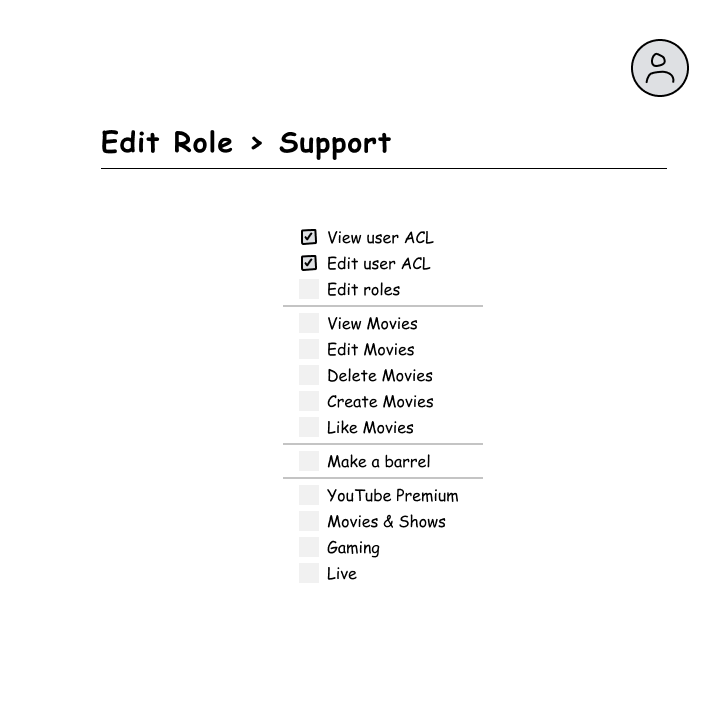 Edit Role > Support
View user ACL
Edit user ACL
Edit roles
View Movies
Edit Movies
Delete Movies
Create Movies
Like Movies
Make a barrel
YouTube Premium
Movies & Shows
Gaming
Live